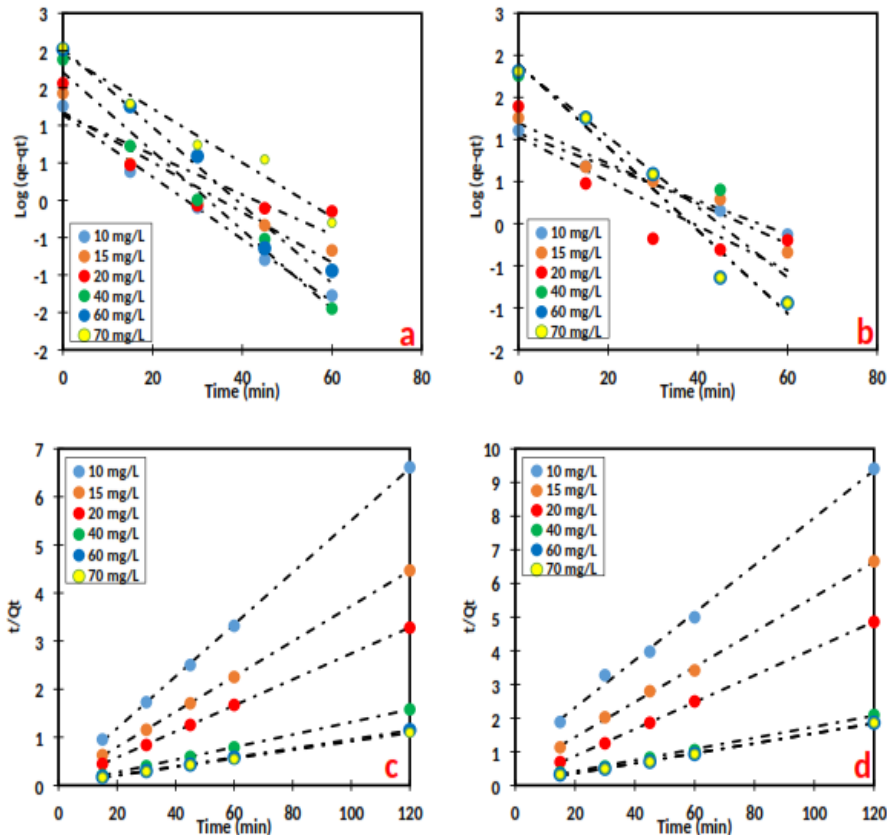 3
2
2
1
1
0
-1
-1
-2
-2
Log (qe-qt)
10 mg/L
15 mg/L
20 mg/L
40 mg/L
60 mg/L
70 mg/L
a
0
20
40
60
80
Time (min)
3
2
2
1
1
0
-1
-1
-2
Log (qe-qt)
10 mg/L
15 mg/L
20 mg/L
40 mg/L
60 mg/L
70 mg/L
b
0
20
40
60
80
Time (min)
7
6
5
4
3
2
1
0
t/Qt
10 mg/L
15 mg/L
20 mg/L
40 mg/L
60 mg/L
70 mg/L
c
0
20
40
60
80
100
120
Time (min)
10
9
8
7
6
5
4
3
2
1
0
t/Qt
10 mg/L
15 mg/L
20 mg/L
40 mg/L
60 mg/L
70 mg/L
d
0
20
40
60
80
100
120
Time (min)